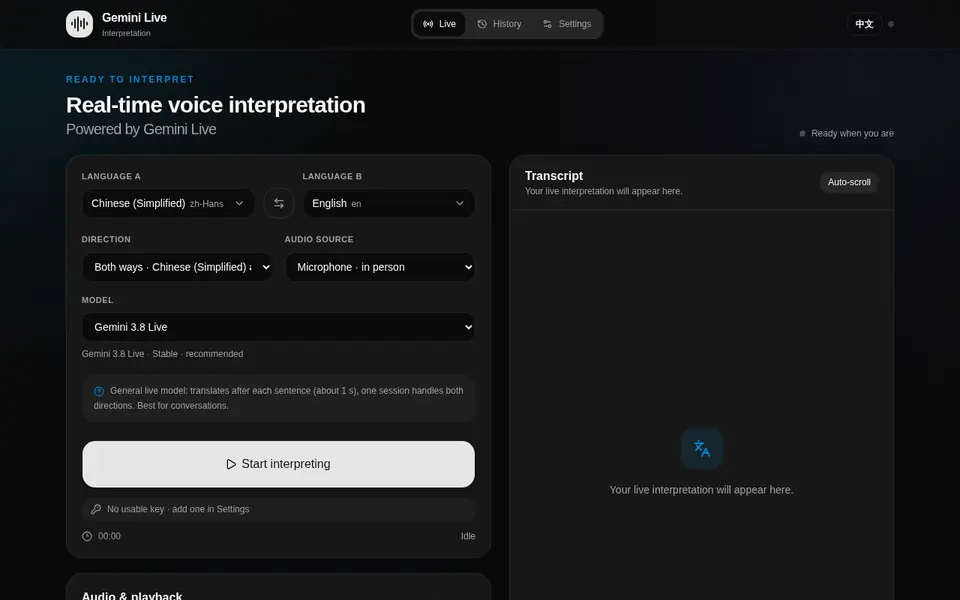 Gemini Live
Interpretation
Live
History
Settings
中文
READY TO INTERPRET
Real-time voice interpretation
Powered by Gemini Live
Ready when you are
LANGUAGE A
LANGUAGE B
Chinese (Simplified) zh-Hans
English en
DIRECTION
AUDIO SOURCE
Both ways · Chinese (Simplified)
Microphone · in person
MODEL
Gemini 3.8 Live
Gemini 3.8 Live · Stable · recommended
General live model: translates after each sentence (about 1 s), one session handles both
directions. Best for conversations.
Start interpreting
No usable key · add one in Settings
00:00
Idle
Audio & playback
Transcript
Your live interpretation will appear here.
Auto-scroll
Your live interpretation will appear here.